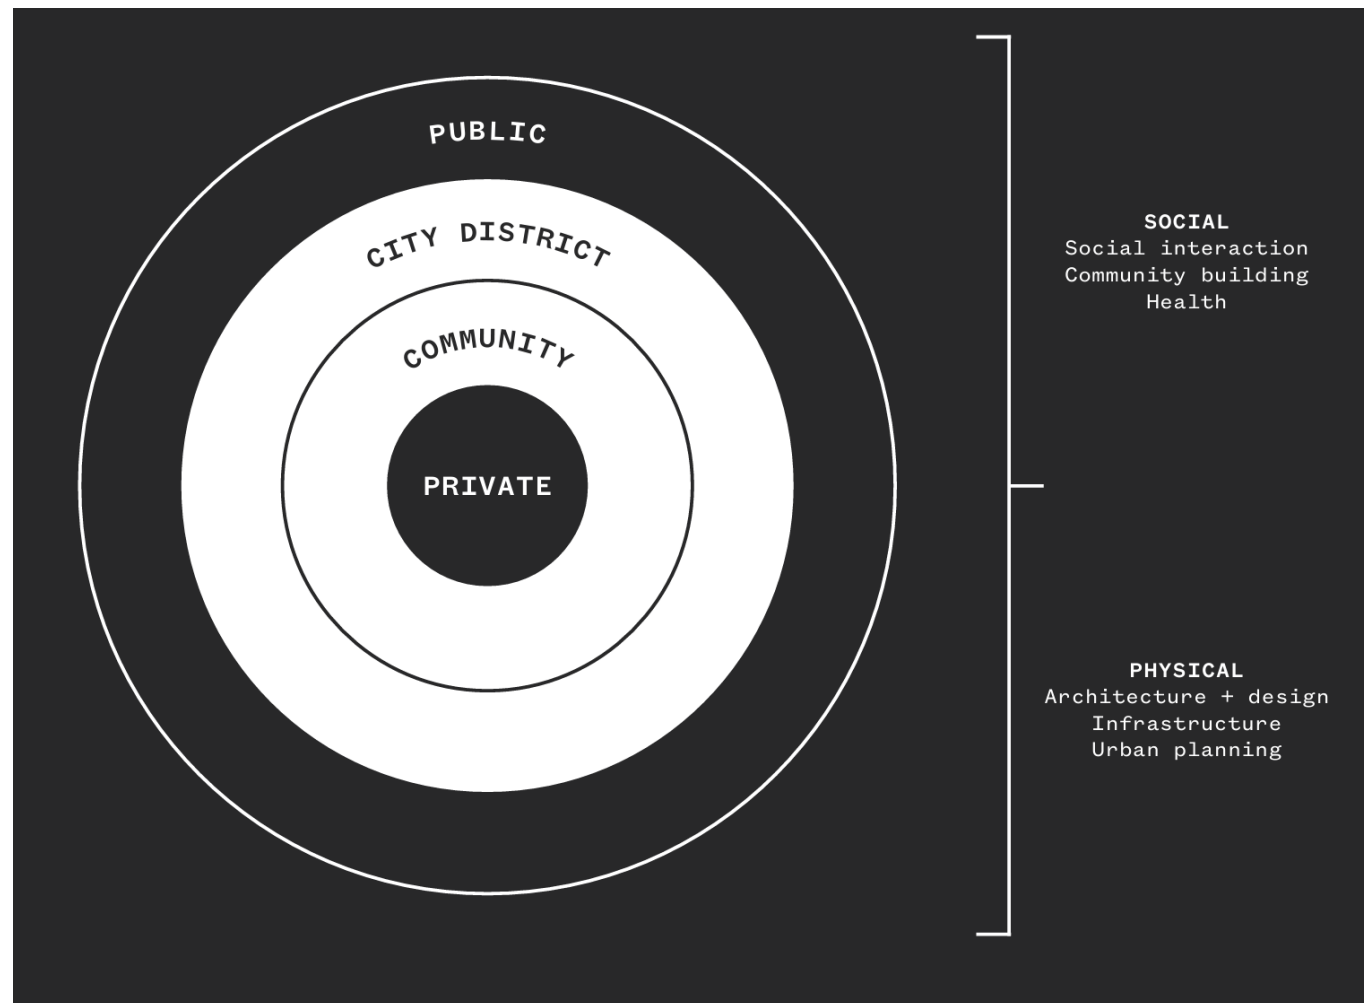 PUBLIC
CITY DISTRICT
COMMUNITY
PRIVATE
SOCIAL
Social interaction
Community building
Health
PHYSICAL
Architecture + design
Infrastructure
Urban planning